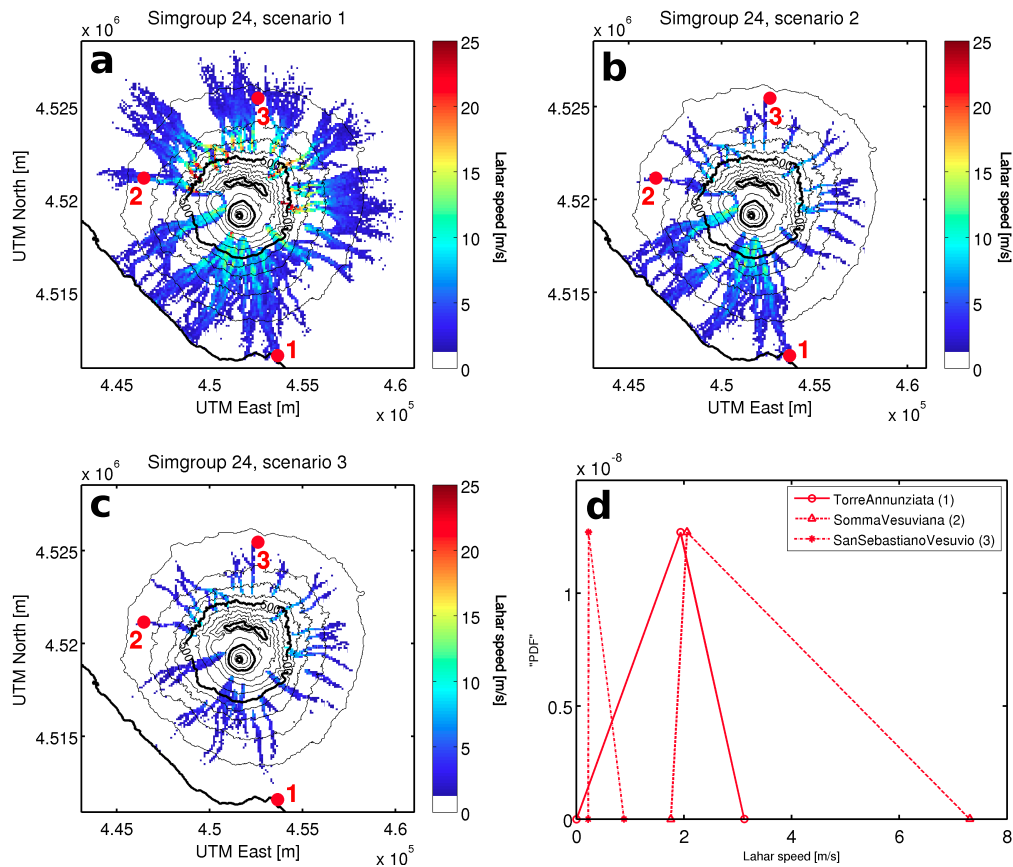 Simgroup 24, scenario 1
x 10^6
a
4.525
4.52
4.515
UTM North [m]
4.45
4.5
4.55
4.6
UTM East [m]
x 10^5
1
2
3
25
20
15
10
5
0
Lahar speed [m/s]
Simgroup 24, scenario 2
x 10^6
b
4.525
4.52
4.515
4.45
4.5
4.55
4.6
UTM East [m]
x 10^5
1
2
3
25
20
15
10
5
0
Lahar speed [m/s]
Simgroup 24, scenario 3
x 10^6
c
4.525
4.52
4.515
UTM North [m]
4.45
4.5
4.55
4.6
UTM East [m]
x 10^5
1
2
3
25
20
15
10
5
0
Lahar speed [m/s]
x 10^-8
d
TorreAnnunziata (1)
SommaVesuviana (2)
SanSebastianoVesuvio (3)
1
0.5
0
"PDF"
0
2
4
6
8
Lahar speed [m/s]